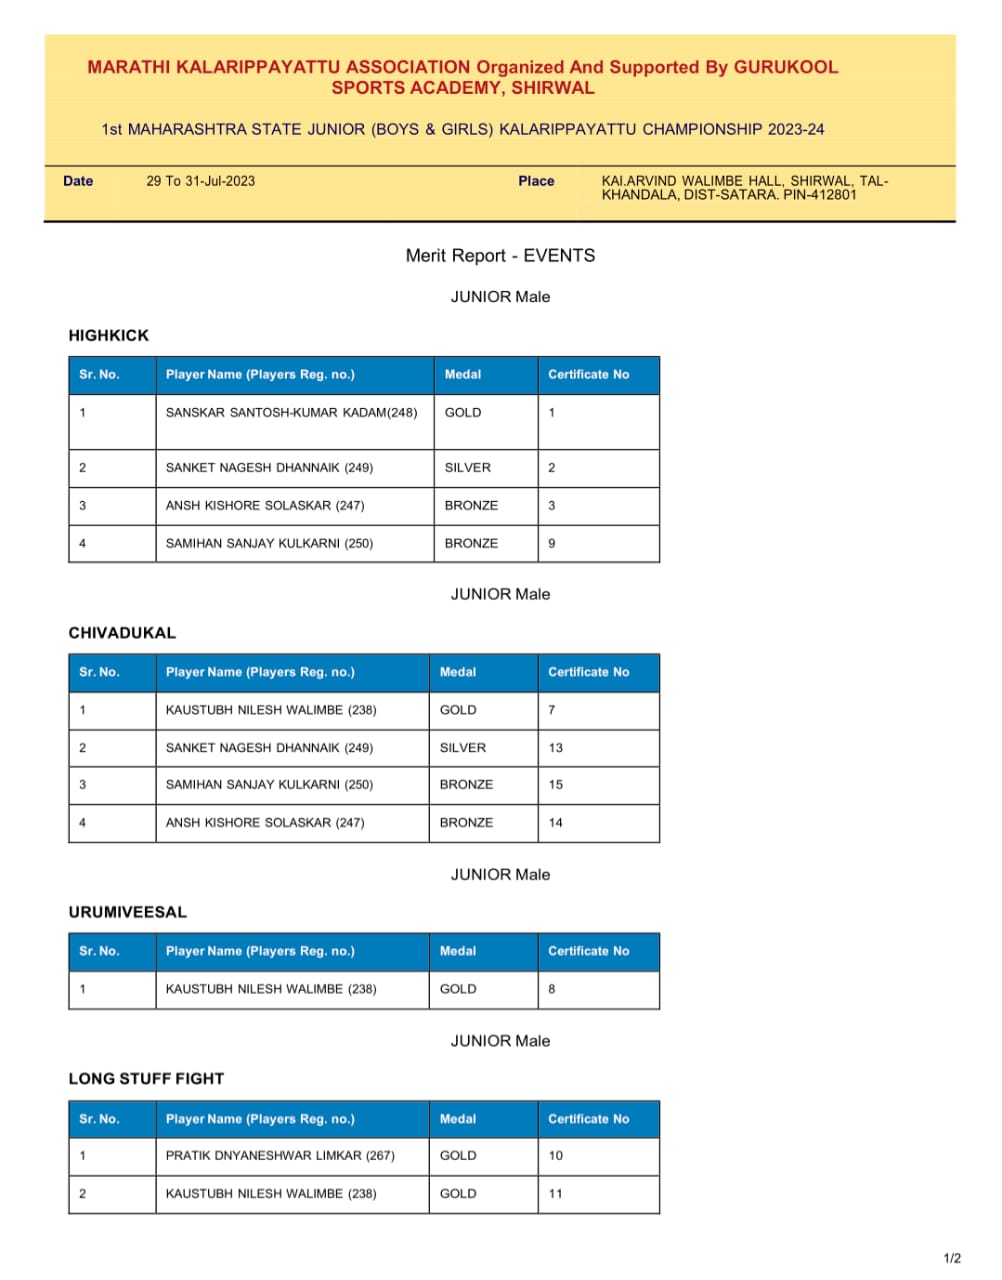 MARATHI KALARIPPAYATTU ASSOCIATION Organized And Supported By GURUKOOL
SPORTS ACADEMY, SHIRWAL
1st MAHARASHTRA STATE JUNIOR (BOYS & GIRLS) KALARIPPAYATTU CHAMPIONSHIP 2023-24
Date 29 To 31-Jul-2023 Place KAI.ARVIND WALIMBE HALL, SHIRWAL, TAL-
KHANDALA, DIST-SATARA. PIN-412801
Merit Report - EVENTS
JUNIOR Male
HIGHKICK
Sr. No. Player Name (Players Reg. no.) Medal Certificate No
1 SANSKAR SANTOSH-KUMAR KADAM(248) GOLD 1
2 SANKET NAGESH DHANNAIK (249) SILVER 2
3 ANSH KISHORE SOLASKAR (247) BRONZE 3
4 SAMIHAN SANJAY KULKARNI (250) BRONZE 9
JUNIOR Male
CHIVADUKAL
Sr. No. Player Name (Players Reg. no.) Medal Certificate No
1 KAUSTUBH NILESH WALIMBE (238) GOLD 7
2 SANKET NAGESH DHANNAIK (249) SILVER 13
3 SAMIHAN SANJAY KULKARNI (250) BRONZE 15
4 ANSH KISHORE SOLASKAR (247) BRONZE 14
JUNIOR Male
URUMIVEESAL
Sr. No. Player Name (Players Reg. no.) Medal Certificate No
1 KAUSTUBH NILESH WALIMBE (238) GOLD 8
JUNIOR Male
LONG STUFF FIGHT
Sr. No. Player Name (Players Reg. no.) Medal Certificate No
1 PRATIK DNYANESHWAR LIMKAR (267) GOLD 10
2 KAUSTUBH NILESH WALIMBE (238) GOLD 11
1/2